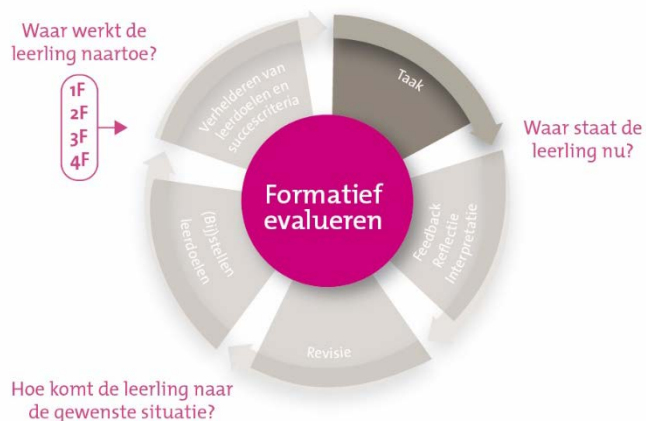 Waar werkt de
leerling naartoe?
1F
2F
3F
4F
Verhelderen van
leerdoelen en
succescriteria
Taak
Waar staat de
leerling nu?
Formatief
evalueren
Feedback
Reflectie
Interpretatie
(Bij)stellen
leerdoelen
Revisie
Hoe komt de leerling naar
de gewenste situatie?